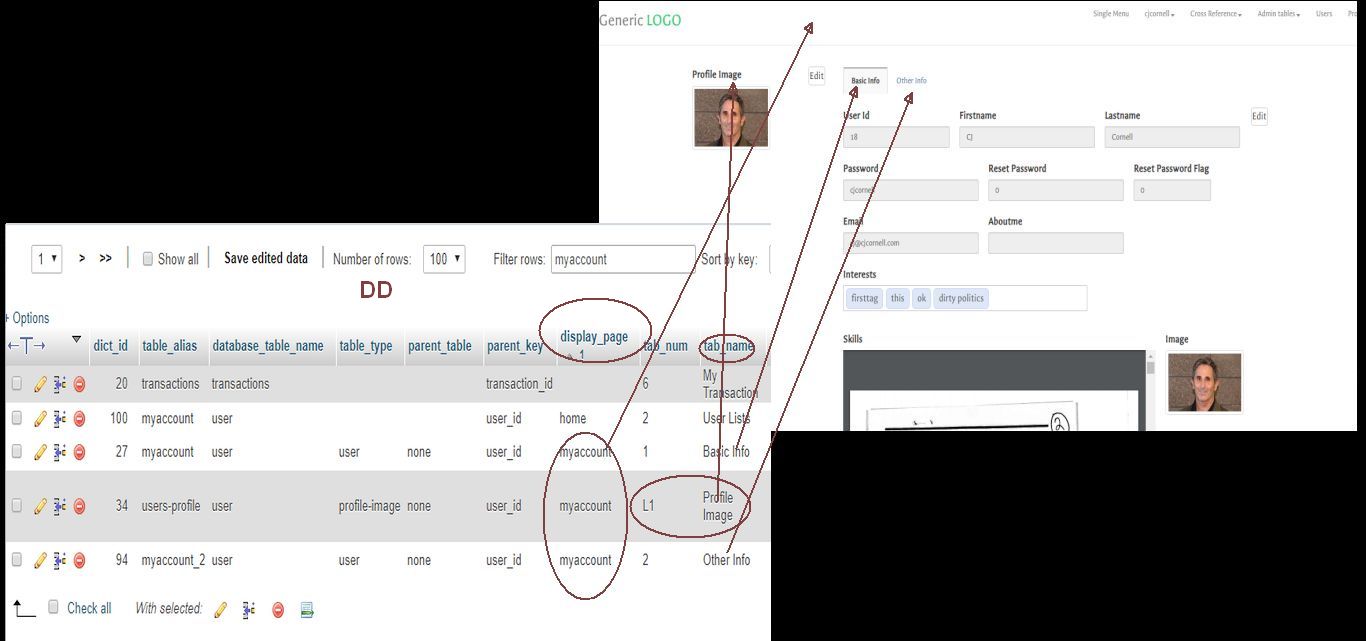 Generic LOGO
Single Menu cjcornell Cross Reference Admin tables Users Pro
Profile Image Edit Basic Info Other Info
User Id Firstname Lastname Edit
18 CJ Cornell
Password Reset Password Reset Password Flag
cjcornell 0 0
Email Aboutme
cj@cjcornell.com
Interests
firsttag this ok dirty politics
Skills Image
1 > >> Show all Save edited data Number of rows: 100 Filter rows: myaccount Sort by key:
DD
+ Options
←T→ dict_id table_alias database_table_name table_type parent_table parent_key display_page 1 tab_num tab_name
20 transactions transactions transaction_id 6 My Transaction
100 myaccount user user_id home 2 User Lists
27 myaccount user user none user_id myaccount 1 Basic Info
34 users-profile user profile-image none user_id myaccount L1 Profile Image
94 myaccount_2 user user none user_id myaccount 2 Other Info
Check all With selected: